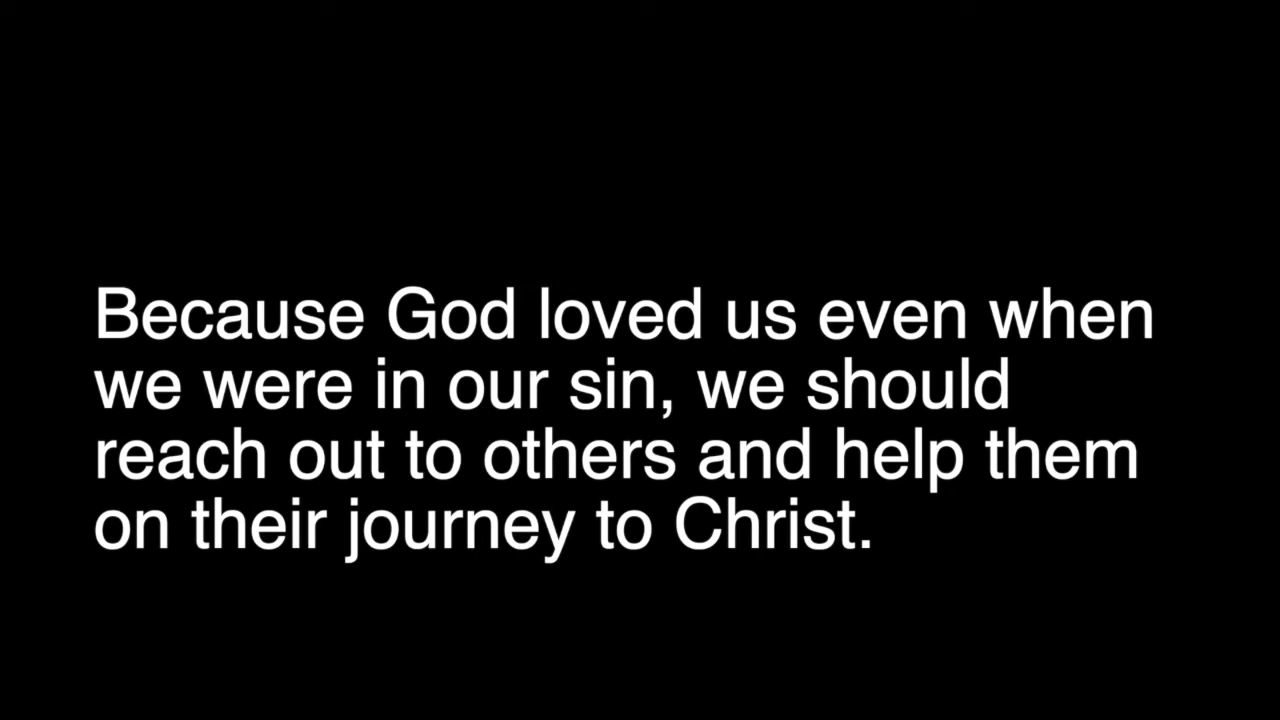 Because God loved us even when
we were in our sin, we should
reach out to others and help them
on their journey to Christ.